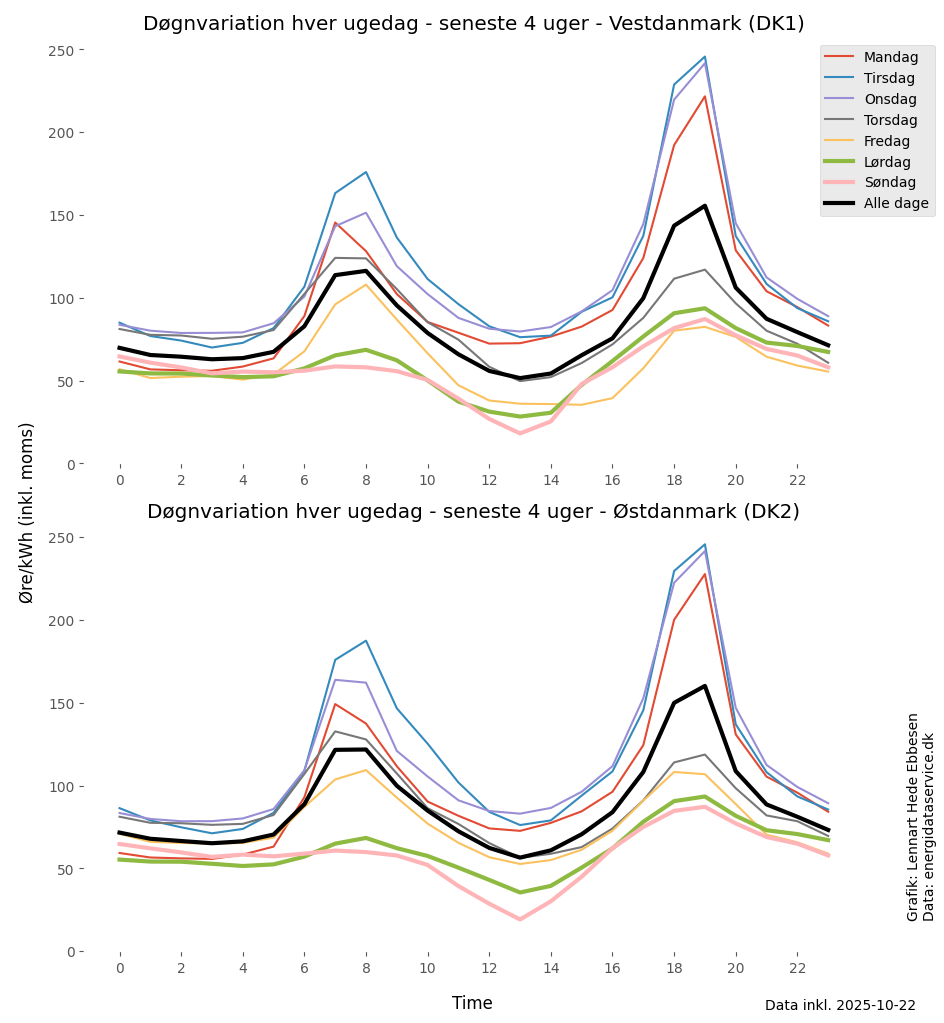 Døgnvariation hver ugedag - seneste 4 uger - Vestdanmark (DK1)
250
200
150
100
50
0
0 2 4 6 8 10 12 14 16 18 20 22
Mandag
Tirsdag
Onsdag
Torsdag
Fredag
Lørdag
Søndag
Alle dage
Øre/kWh (inkl. moms)
Døgnvariation hver ugedag - seneste 4 uger - Østdanmark (DK2)
250
200
150
100
50
0
0 2 4 6 8 10 12 14 16 18 20 22
Time
Grafik: Lennart Hede Ebbesen
Data: energidataservice.dk
Data inkl. 2025-10-22